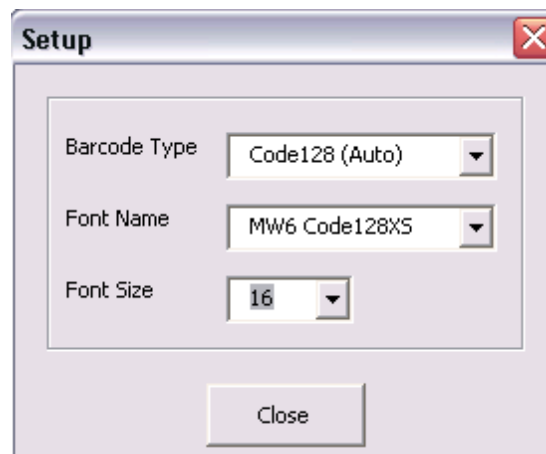 Setup
Barcode Type Code128 (Auto)
Font Name MW6 Code128XS
Font Size 16
Close